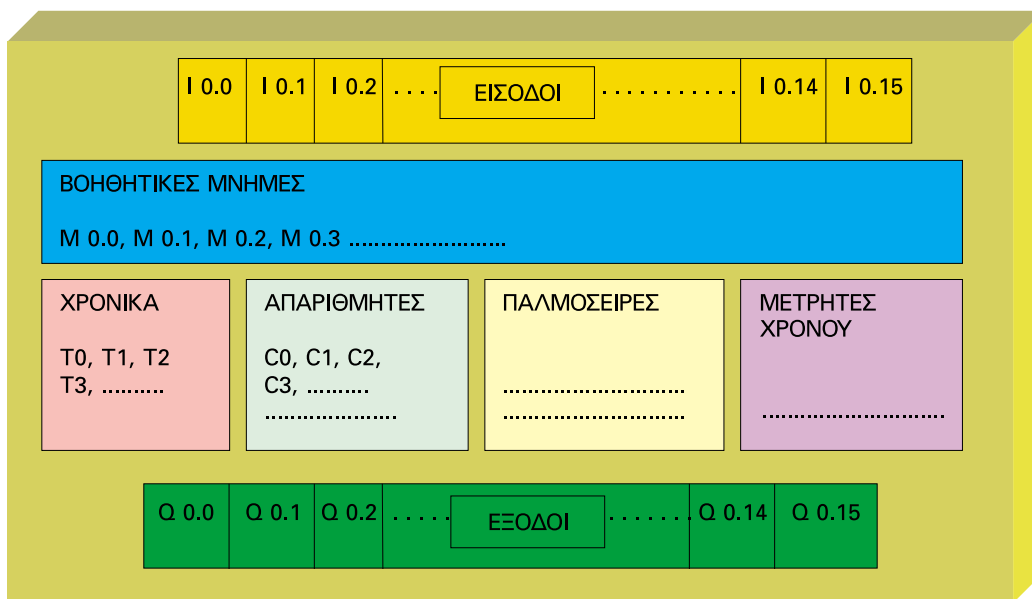 I 0.0 I 0.1 I 0.2 .... ΕΙΣΟΔΟΙ ........... I 0.14 I 0.15
ΒΟΗΘΗΤΙΚΕΣ ΜΝΗΜΕΣ
M 0.0, M 0.1, M 0.2, M 0.3 ..........................
ΧΡΟΝΙΚΑ
T0, T1, T2
T3, ..........
ΑΠΑΡΙΘΜΗΤΕΣ
C0, C1, C2,
C3, ..........
.....................
ΠΑΛΜΟΣΕΙΡΕΣ
.............................
.............................
ΜΕΤΡΗΤΕΣ
ΧΡΟΝΟΥ
.............................
Q 0.0 Q 0.1 Q 0.2 ..... ΕΞΟΔΟΙ ....... Q 0.14 Q 0.15